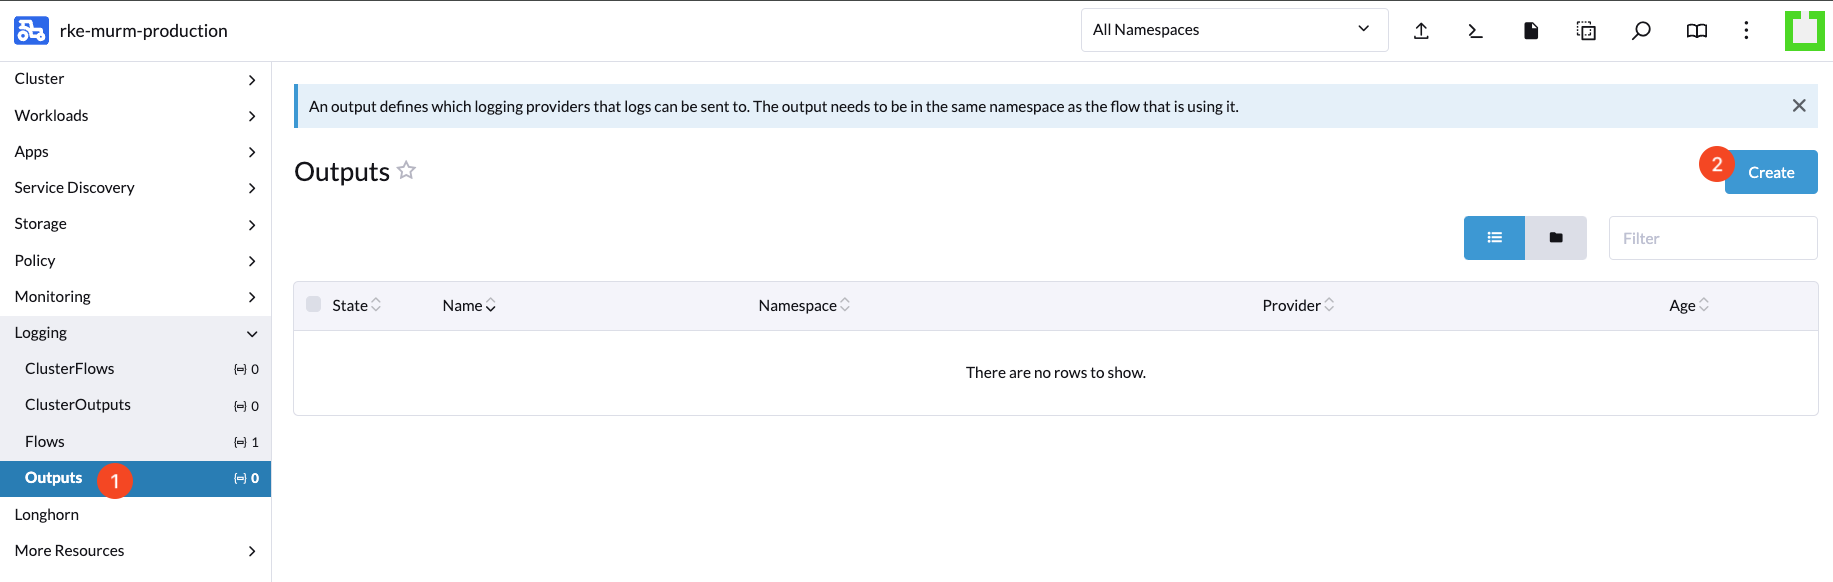 rke-murm-production
All Namespaces
Cluster
Workloads
Apps
Service Discovery
Storage
Policy
Monitoring
Logging
ClusterFlows 0
ClusterOutputs 0
Flows 1
Outputs 1 0
Longhorn
More Resources
An output defines which logging providers that logs can be sent to. The output needs to be in the same namespace as the flow that is using it.
Outputs
2 Create
Filter
State Name Namespace Provider Age
There are no rows to show.